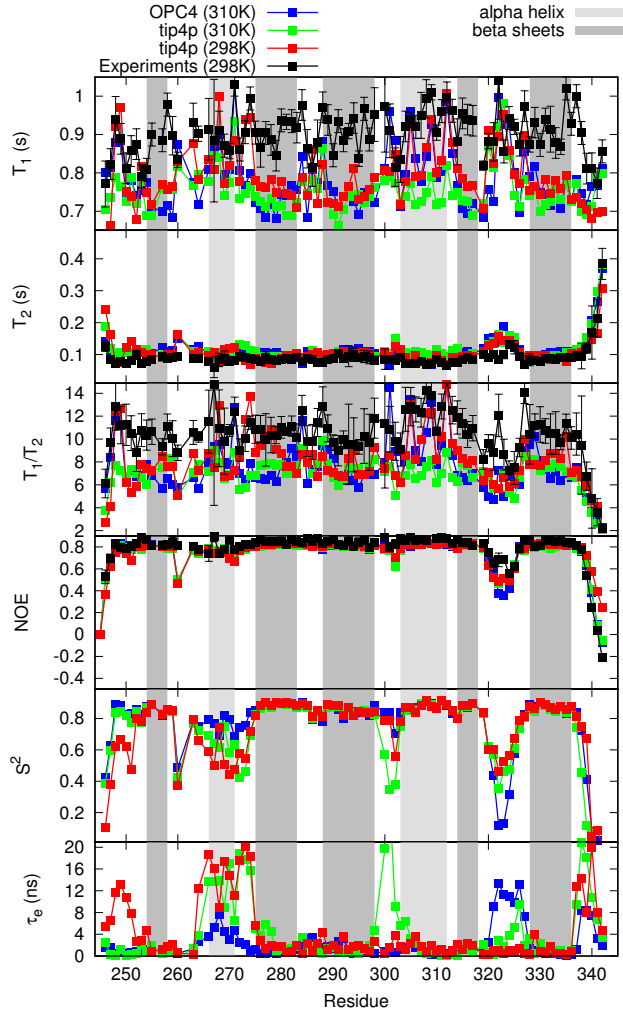 OPC4 (310K)
tip4p (310K)
tip4p (298K)
Experiments (298K)
alpha helix
beta sheets
T1 (s)
1
0.9
0.8
0.7
T2 (s)
0.4
0.3
0.2
0.1
T1/T2
14
12
10
8
6
4
2
NOE
0.8
0.6
0.4
0.2
0
-0.2
-0.4
S2
0.8
0.6
0.4
0.2
τe (ns)
20
16
12
8
4
0
250 260 270 280 290 300 310 320 330 340
Residue